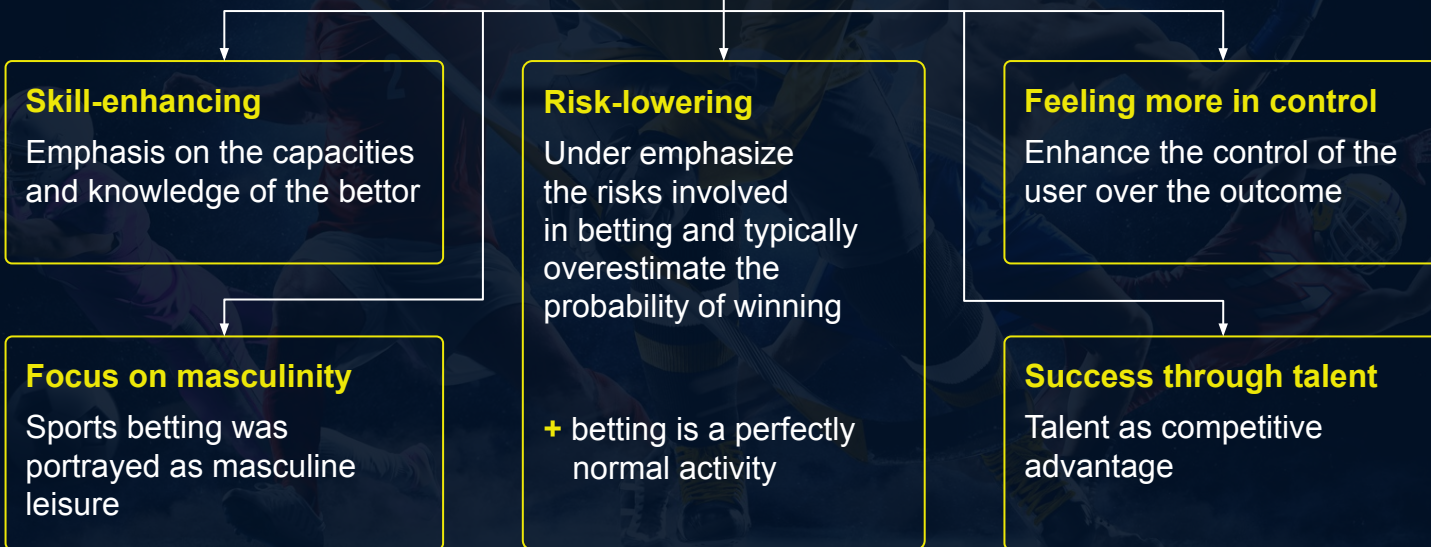 Skill-enhancing
Emphasis on the capacities
and knowledge of the bettor
Focus on masculinity
Sports betting was
portrayed as masculine
leisure
Risk-lowering
Under emphasize
the risks involved
in betting and typically
overestimate the
probability of winning
+ betting is a perfectly
normal activity
Feeling more in control
Enhance the control of the
user over the outcome
Success through talent
Talent as competitive
advantage